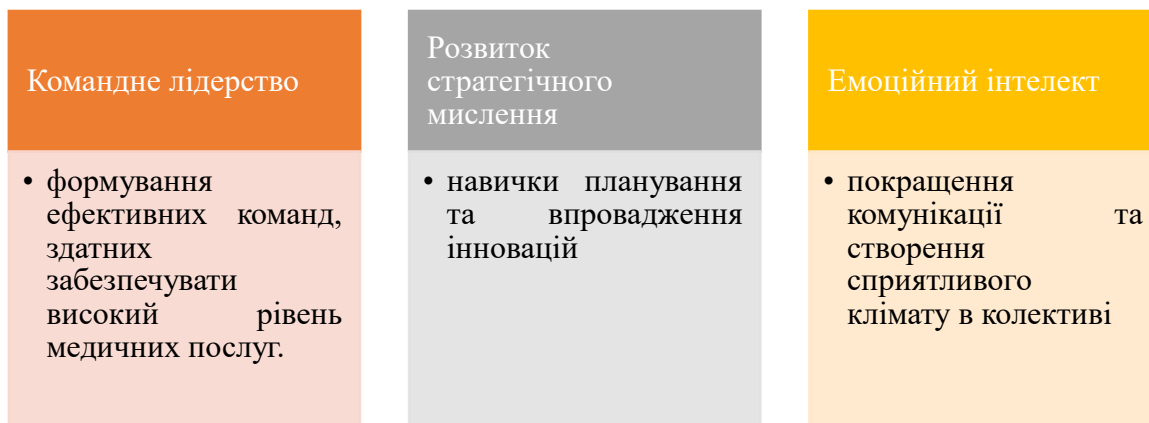 Командне лідерство
• формування
ефективних команд,
здатних
забезпечувати
високий рівень
медичних послуг.
Розвиток
стратегічного
мислення
• навички планування
та впровадження
інновацій
Емоційний інтелект
• покращення
комунікації та
створення
сприятливого
клімату в колективі